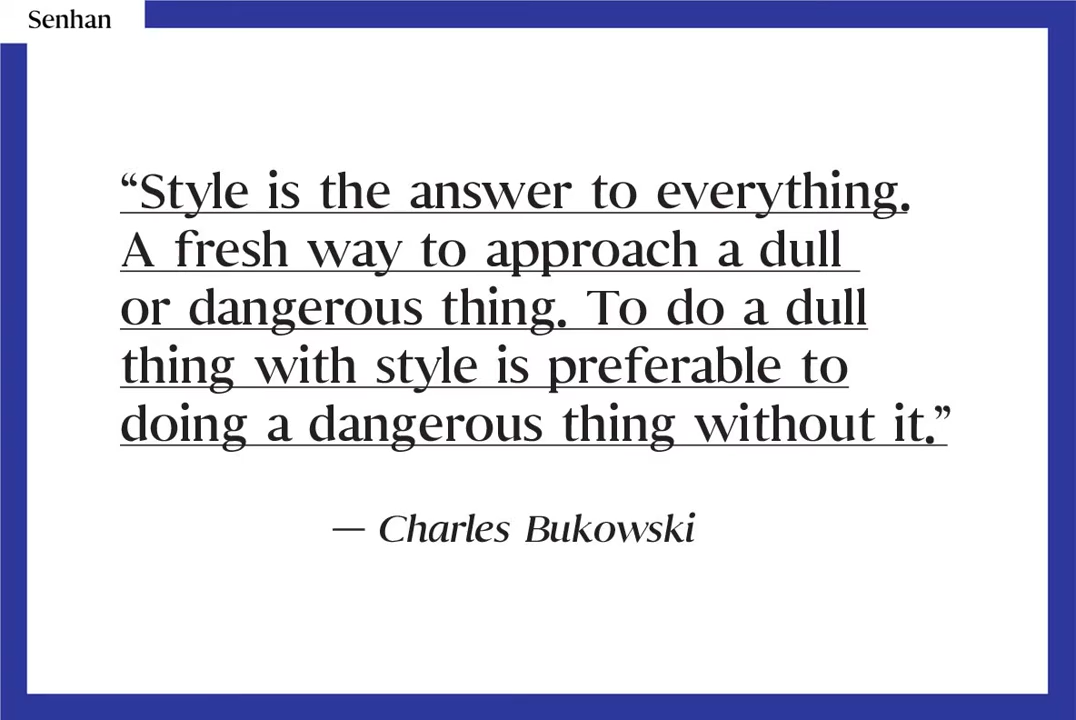 Senhan
“Style is the answer to everything.
A fresh way to approach a dull
or dangerous thing. To do a dull
thing with style is preferable to
doing a dangerous thing without it.”
— Charles Bukowski